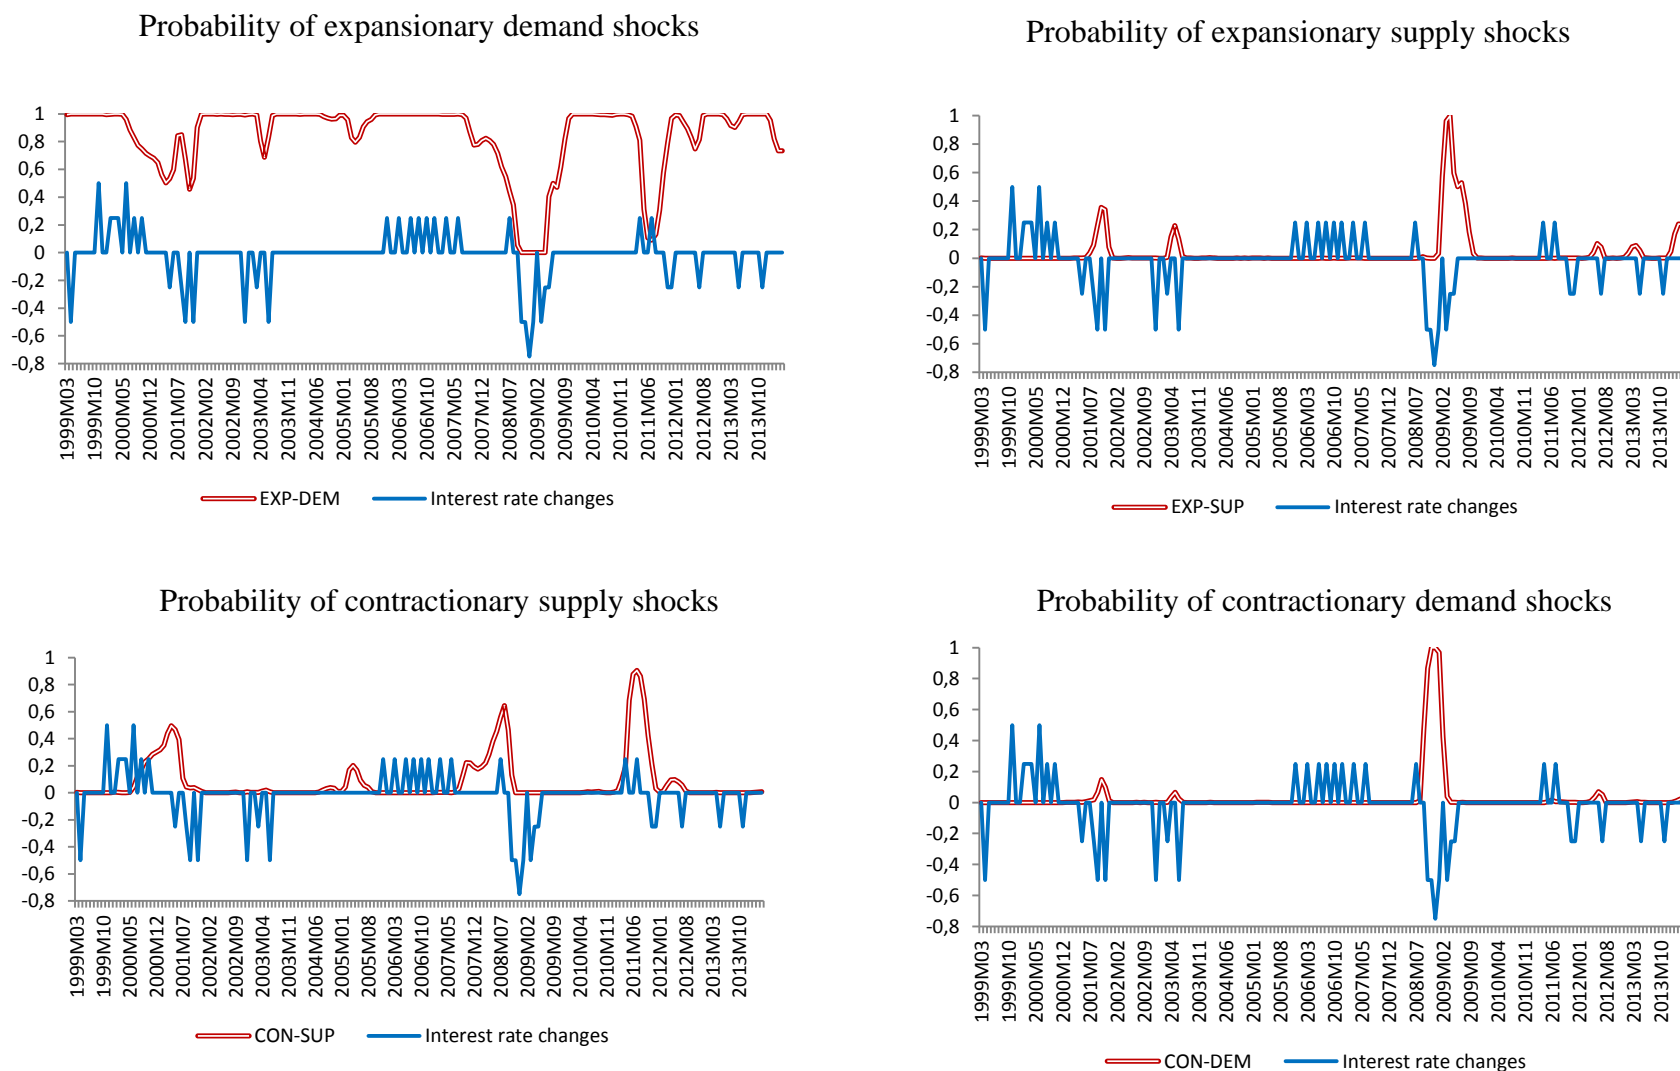 Probability of expansionary demand shocks
1
0,8
0,6
0,4
0,2
0
-0,2
-0,4
-0,6
-0,8
1999M03
1999M10
2000M05
2000M12
2001M07
2002M02
2002M09
2003M04
2003M11
2004M06
2005M01
2005M08
2006M03
2006M10
2007M05
2007M12
2008M07
2009M02
2009M09
2010M04
2010M11
2011M06
2012M01
2012M08
2013M03
2013M10
EXP-DEM
Interest rate changes
Probability of expansionary supply shocks
1
0,8
0,6
0,4
0,2
0
-0,2
-0,4
-0,6
-0,8
1999M03
1999M10
2000M05
2000M12
2001M07
2002M02
2002M09
2003M04
2003M11
2004M06
2005M01
2005M08
2006M03
2006M10
2007M05
2007M12
2008M07
2009M02
2009M09
2010M04
2010M11
2011M06
2012M01
2012M08
2013M03
2013M10
EXP-SUP
Interest rate changes
Probability of contractionary supply shocks
1
0,8
0,6
0,4
0,2
0
-0,2
-0,4
-0,6
-0,8
1999M03
1999M10
2000M05
2000M12
2001M07
2002M02
2002M09
2003M04
2003M11
2004M06
2005M01
2005M08
2006M03
2006M10
2007M05
2007M12
2008M07
2009M02
2009M09
2010M04
2010M11
2011M06
2012M01
2012M08
2013M03
2013M10
CON-SUP
Interest rate changes
Probability of contractionary demand shocks
1
0,8
0,6
0,4
0,2
0
-0,2
-0,4
-0,6
-0,8
1999M03
1999M10
2000M05
2000M12
2001M07
2002M02
2002M09
2003M04
2003M11
2004M06
2005M01
2005M08
2006M03
2006M10
2007M05
2007M12
2008M07
2009M02
2009M09
2010M04
2010M11
2011M06
2012M01
2012M08
2013M03
2013M10
CON-DEM
Interest rate changes